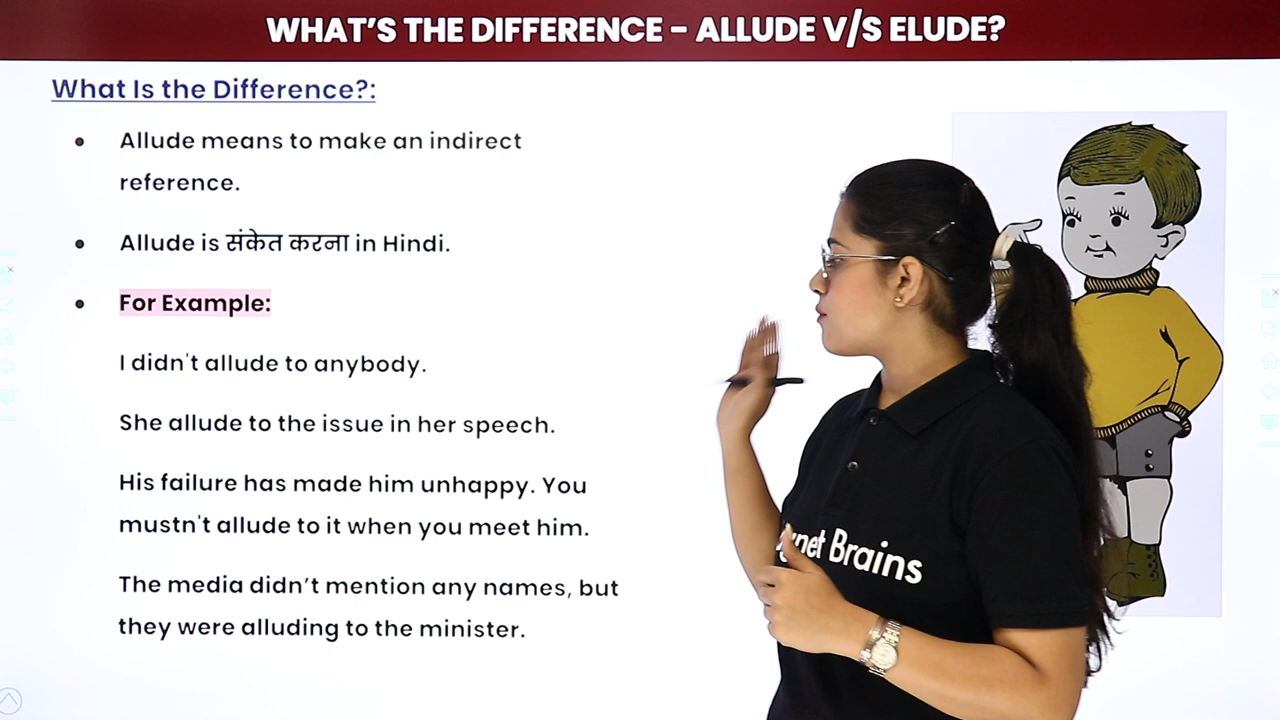 WHAT'S THE DIFFERENCE - ALLUDE V/S ELUDE?
What Is the Difference?:
• Allude means to make an indirect
reference.
• Allude is संकेत करना in Hindi.
• For Example:
I didn't allude to anybody.
She allude to the issue in her speech.
His failure has made him unhappy. You
mustn't allude to it when you meet him.
The media didn’t mention any names, but
they were alluding to the minister.
Brains